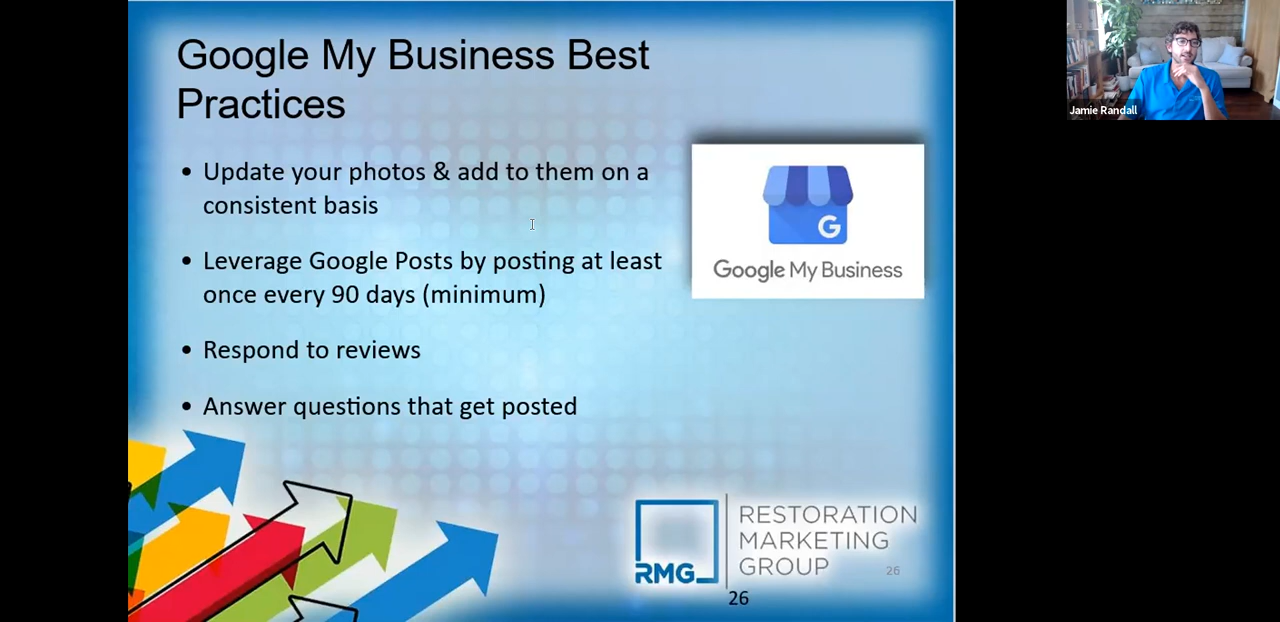 Google My Business Best
Practices
• Update your photos & add to them on a
consistent basis
• Leverage Google Posts by posting at least
once every 90 days (minimum)
• Respond to reviews
• Answer questions that get posted
G
Google My Business
RMG
RESTORATION
MARKETING
GROUP
26
26
Jamie Randall